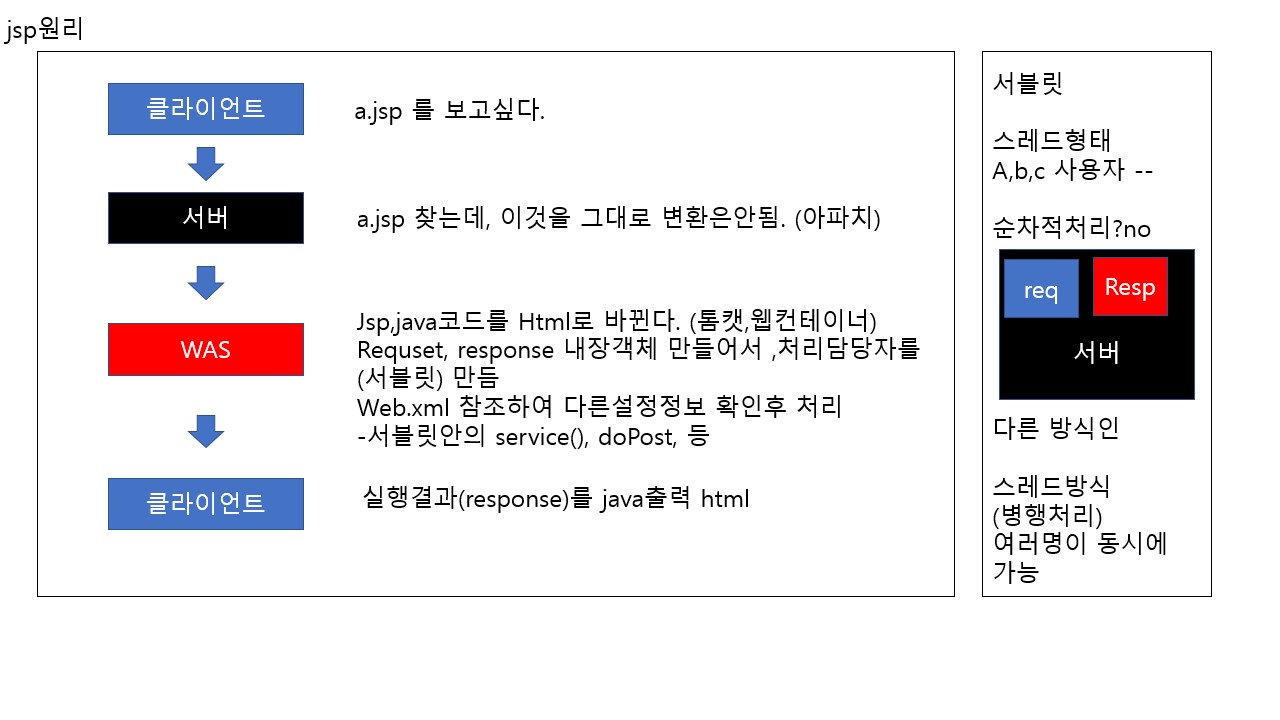 jsp원리
클라이언트
a.jsp 를 보고싶다.
서버
a.jsp 찾는데, 이것을 그대로 변환은안됨. (아파치)
WAS
Jsp,java코드를 Html로 바뀐다. (톰캣,웹컨테이너)
Requset, response 내장객체 만들어서 ,처리담당자를
(서블릿) 만듬
Web.xml 참조하여 다른설정정보 확인후 처리
-서블릿안의 service(), doPost, 등
클라이언트
실행결과(response)를 java출력 html
서블릿
스레드형태
A,b,c 사용자 --
순차적처리?no
req
Resp
서버
다른 방식인
스레드방식
(병행처리)
여러명이 동시에
가능